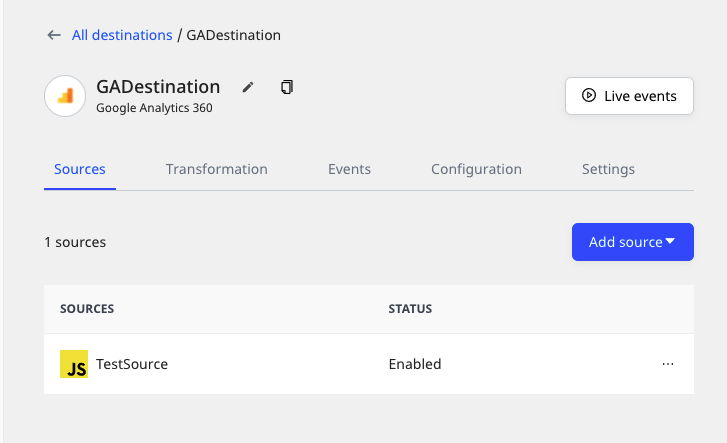 All destinations / GADestination
GADestination
Google Analytics 360
Live events
Sources Transformation Events Configuration Settings
1 sources
Add source
SOURCES STATUS
JS TestSource Enabled ...